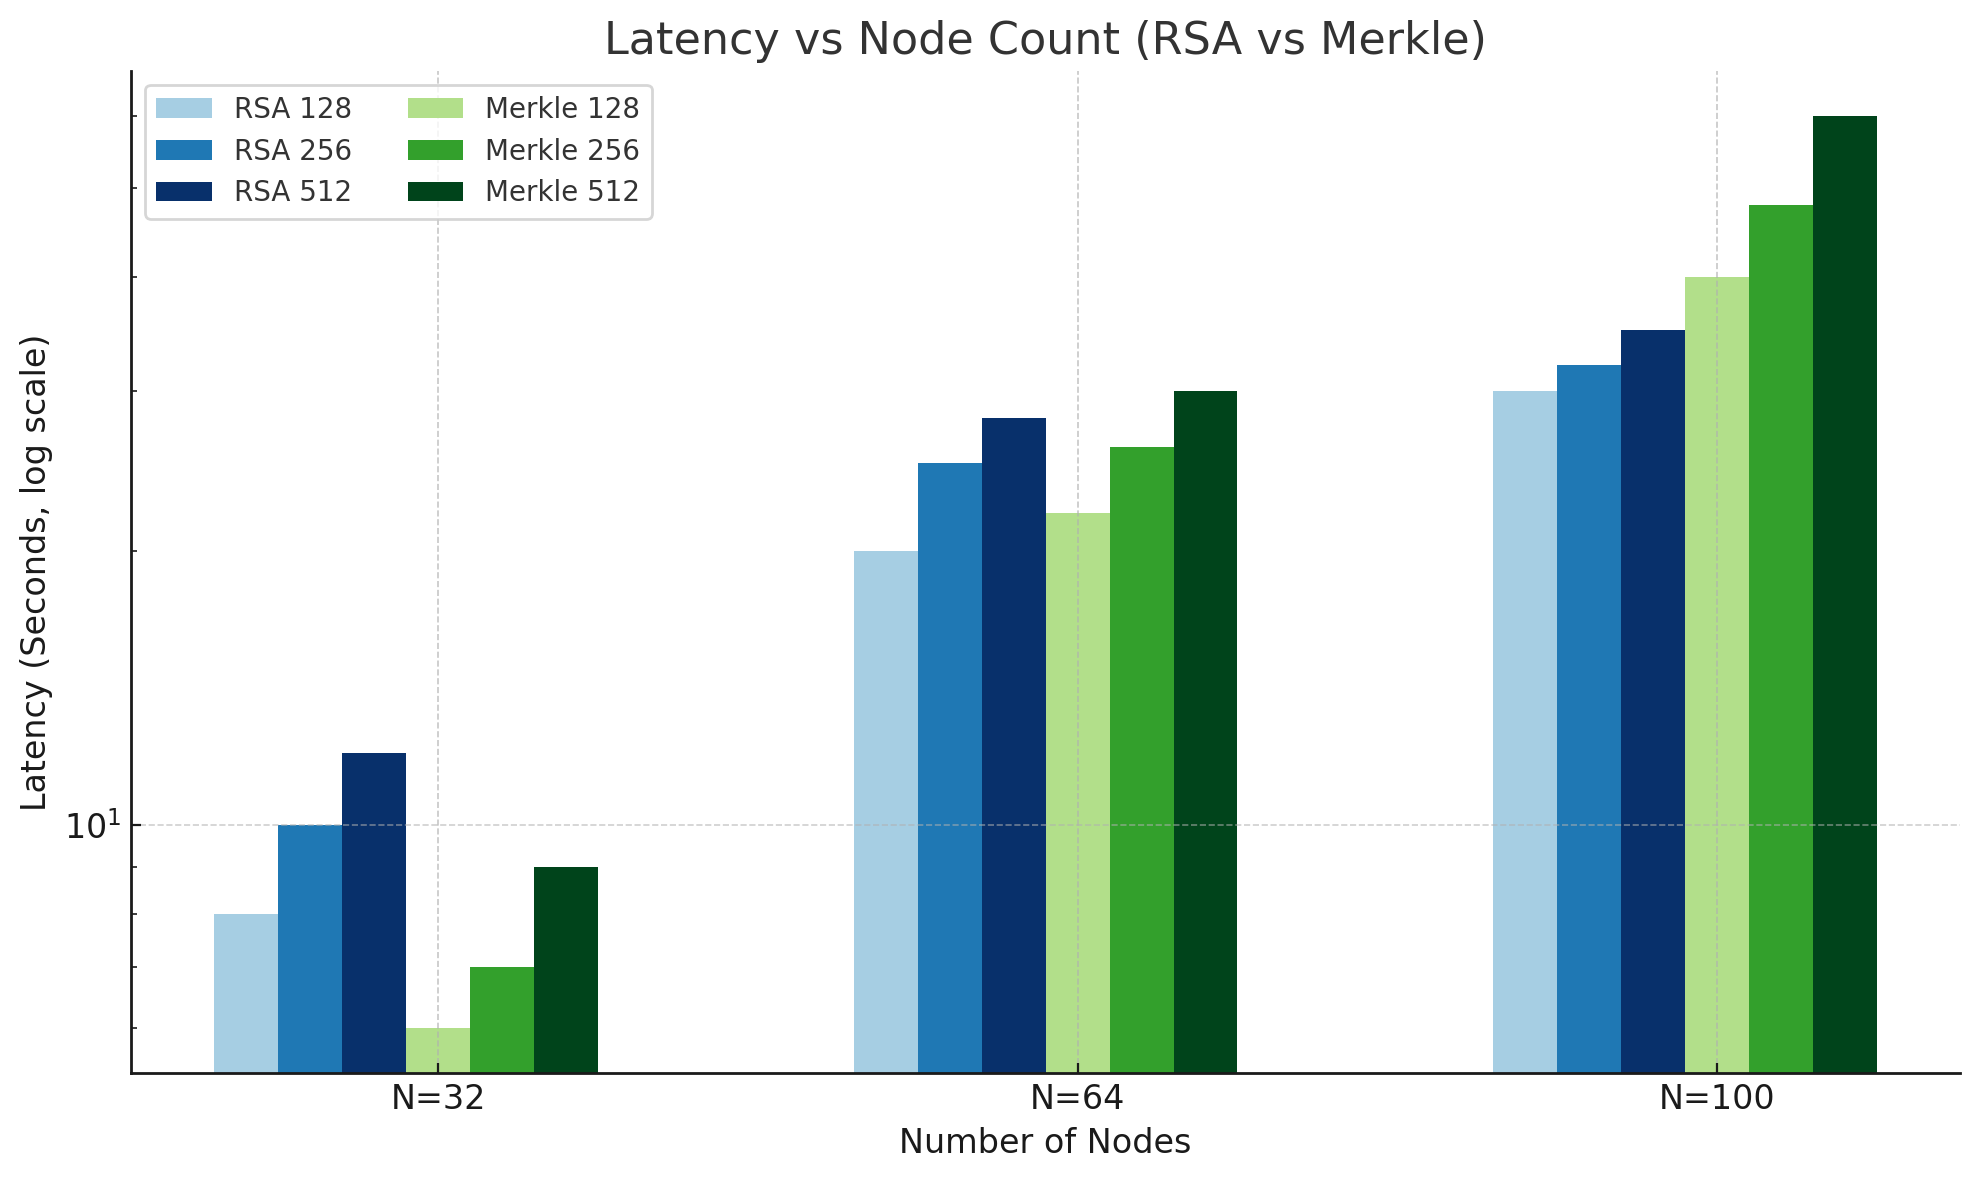 Latency vs Node Count (RSA vs Merkle)
RSA 128
RSA 256
RSA 512
Merkle 128
Merkle 256
Merkle 512
Latency (Seconds, log scale)
10¹
N=32
N=64
N=100
Number of Nodes